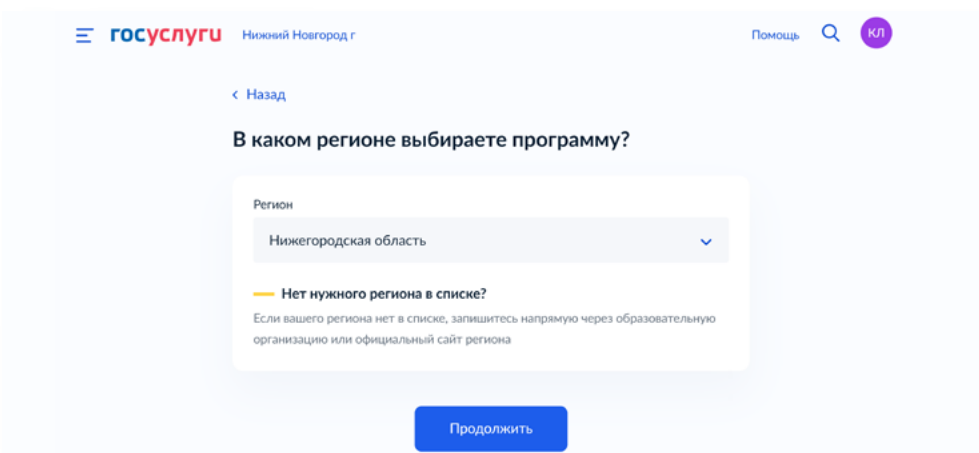 госуслуги Нижний Новгород г Помощь КЛ
Назад
В каком регионе выбираете программу?
Регион
Нижегородская область
Нет нужного региона в списке?
Если вашего региона нет в списке, запишитесь напрямую через образовательную
организацию или официальный сайт региона
Продолжить